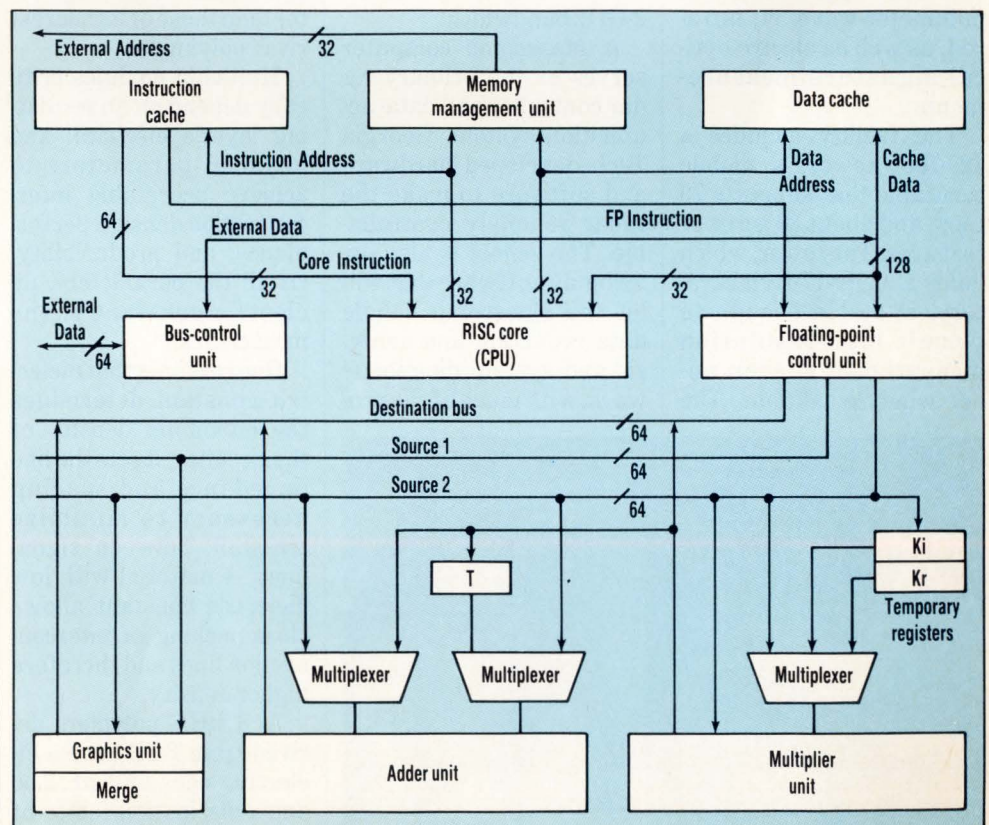 External Address
32
Instruction
cache
Memory
management unit
Data cache
Instruction Address
Data
Address
Cache
Data
64
FP Instruction
External Data
128
Core Instruction
32
32
32
32
External
Data
64
Bus-control
unit
RISC core
(CPU)
Floating-point
control unit
Destination bus
64
Source 1
64
Source 2
64
Ki
Kr
T
Temporary
registers
Multiplexer
Multiplexer
Multiplexer
Graphics unit
Merge
Adder unit
Multiplier
unit